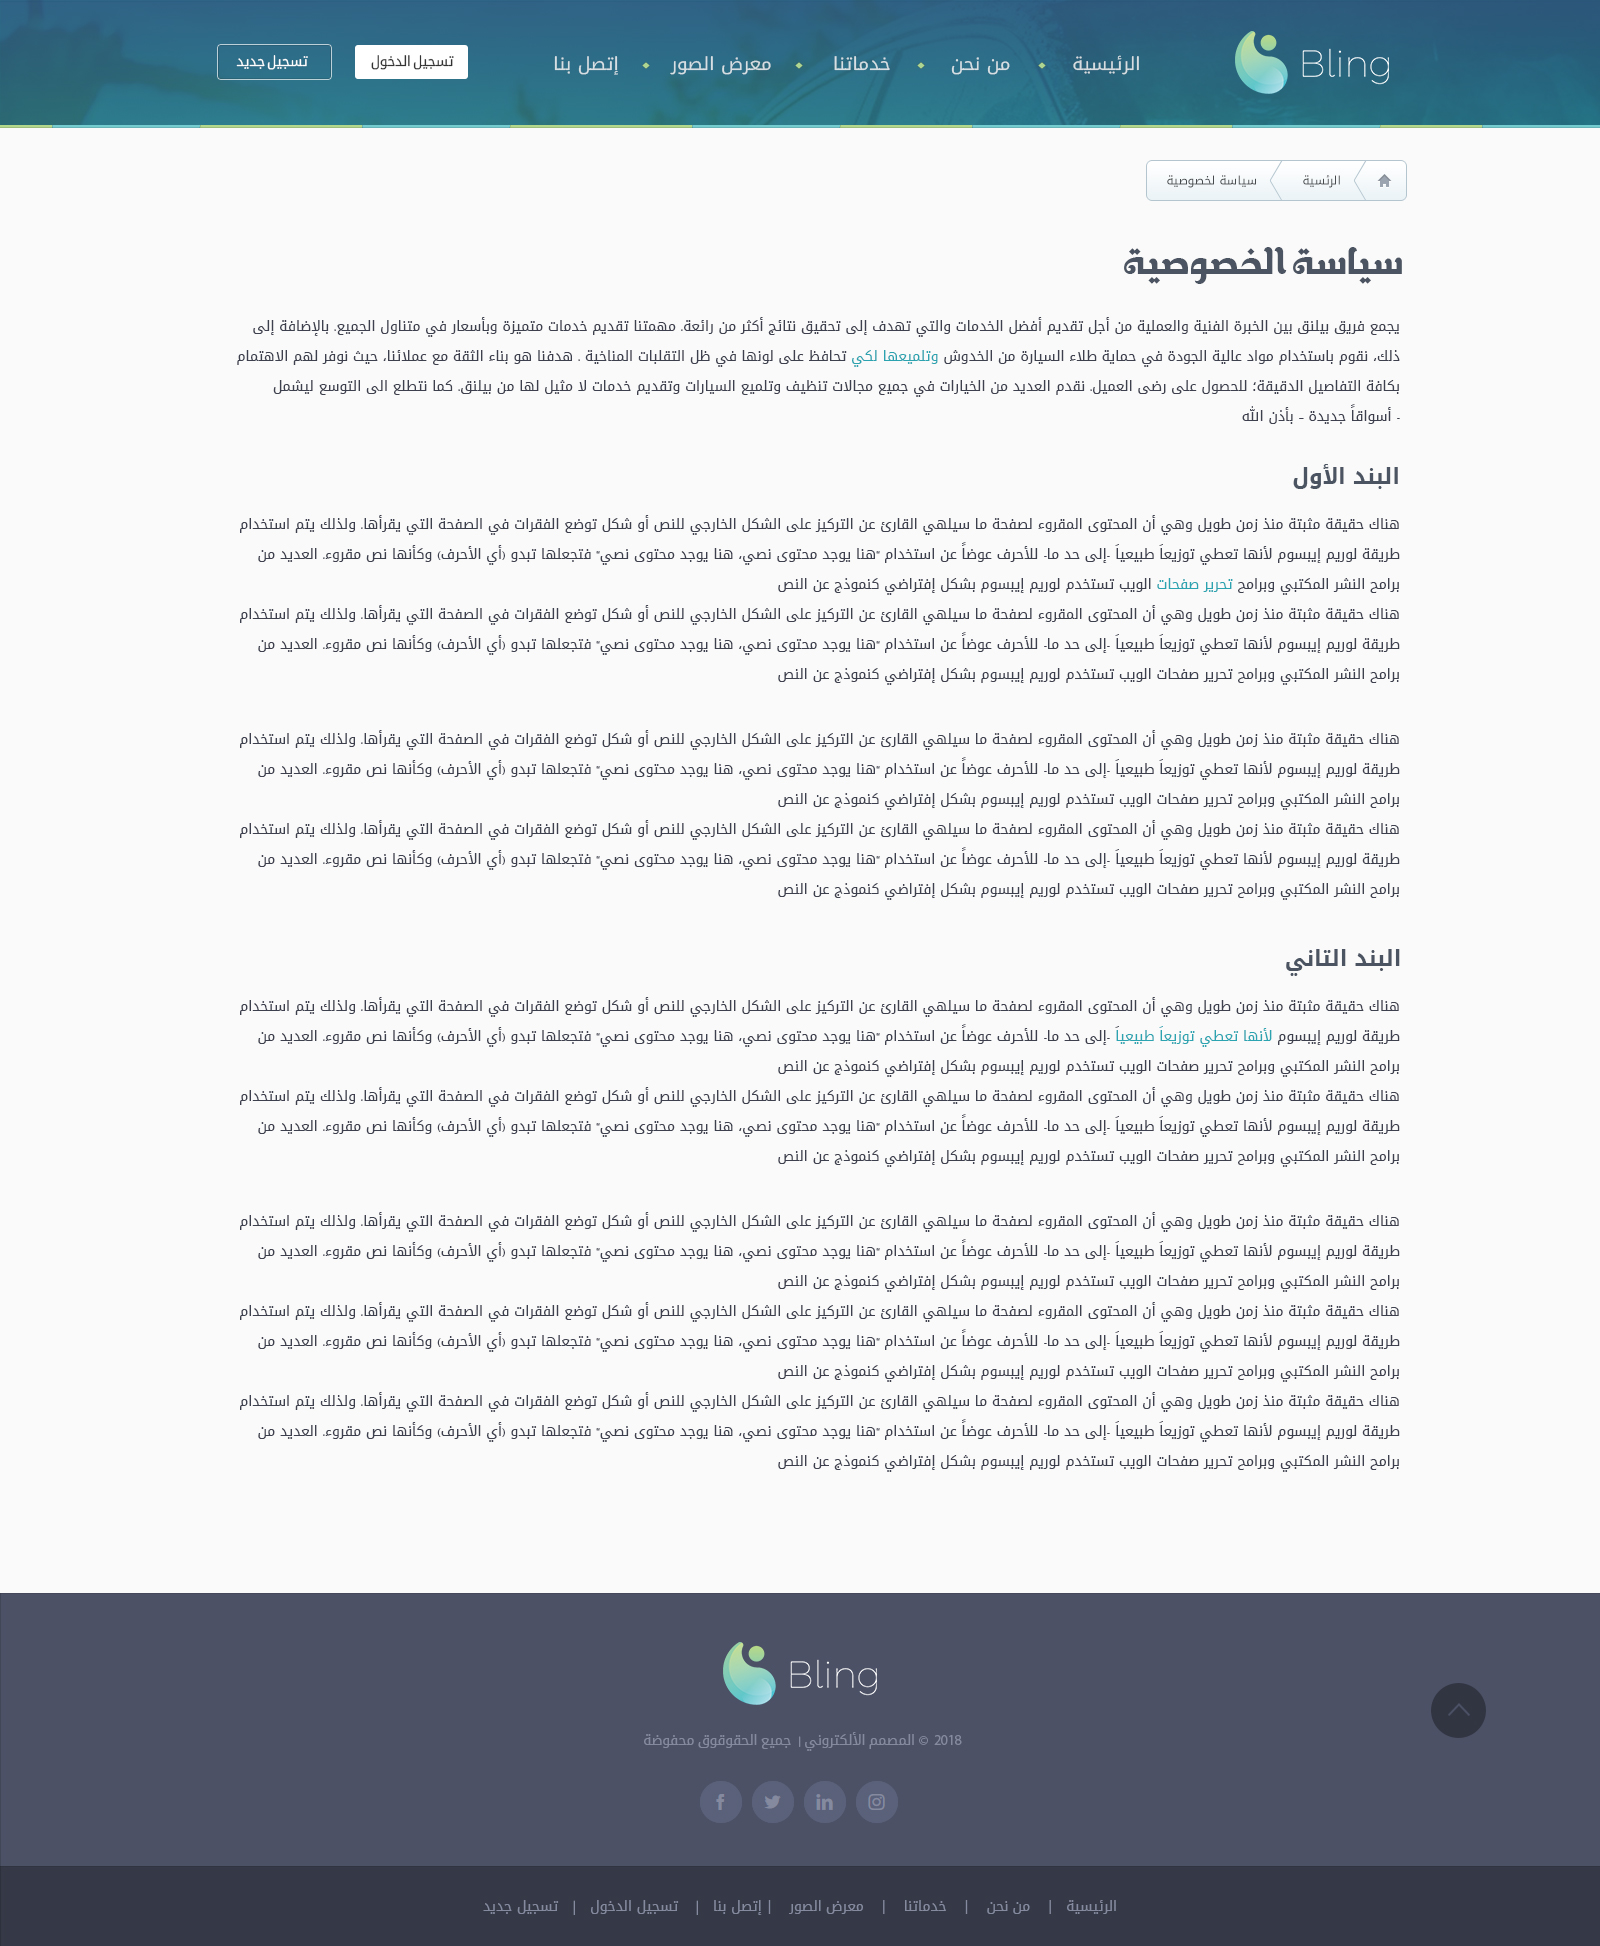 Bling
الرئيسية
من نحن
خدماتنا
معرض الصور
إتصل بنا
تسجيل الدخول
تسجيل جديد
الرئسية
سياسة لخصوصية
سياسة الخصوصية
يجمع فريق بيلنق بين الخبرة الفنية والعملية من أجل تقديم أفضل الخدمات والتي تهدف إلى تحقيق نتائج أكثر من رائعة. مهمتنا تقديم خدمات متميزة وبأسعار في متناول الجميع. بالإضافة إلى
ذلك، نقوم باستخدام مواد عالية الجودة في حماية طلاء السيارة من الخدوش وتلميعها لكي تحافظ على لونها في ظل التقلبات المناخية . هدفنا هو بناء الثقة مع عملائنا، حيث نوفر لهم الاهتمام
بكافة التفاصيل الدقيقة؛ للحصول على رضى العميل. نقدم العديد من الخيارات في جميع مجالات تنظيف وتلميع السيارات وتقديم خدمات لا مثيل لها من بيلنق. كما نتطلع الى التوسع ليشمل
- أسواقاً جديدة – بأذن الله
البند الأول
هناك حقيقة مثبتة منذ زمن طويل وهي أن المحتوى المقروء لصفحة ما سيلهي القارئ عن التركيز على الشكل الخارجي للنص أو شكل توضع الفقرات في الصفحة التي يقرأها. ولذلك يتم استخدام
طريقة لوريم إيبسوم لأنها تعطي توزيعاَ طبيعياَ -إلى حد ما- للأحرف عوضاً عن استخدام "هنا يوجد محتوى نصي، هنا يوجد محتوى نصي" فتجعلها تبدو (أي الأحرف) وكأنها نص مقروء. العديد من
برامح النشر المكتبي وبرامح تحرير صفحات الويب تستخدم لوريم إيبسوم بشكل إفتراضي كنموذج عن النص
هناك حقيقة مثبتة منذ زمن طويل وهي أن المحتوى المقروء لصفحة ما سيلهي القارئ عن التركيز على الشكل الخارجي للنص أو شكل توضع الفقرات في الصفحة التي يقرأها. ولذلك يتم استخدام
طريقة لوريم إيبسوم لأنها تعطي توزيعاَ طبيعياَ -إلى حد ما- للأحرف عوضاً عن استخدام "هنا يوجد محتوى نصي، هنا يوجد محتوى نصي" فتجعلها تبدو (أي الأحرف) وكأنها نص مقروء. العديد من
برامح النشر المكتبي وبرامح تحرير صفحات الويب تستخدم لوريم إيبسوم بشكل إفتراضي كنموذج عن النص
هناك حقيقة مثبتة منذ زمن طويل وهي أن المحتوى المقروء لصفحة ما سيلهي القارئ عن التركيز على الشكل الخارجي للنص أو شكل توضع الفقرات في الصفحة التي يقرأها. ولذلك يتم استخدام
طريقة لوريم إيبسوم لأنها تعطي توزيعاَ طبيعياَ -إلى حد ما- للأحرف عوضاً عن استخدام "هنا يوجد محتوى نصي، هنا يوجد محتوى نصي" فتجعلها تبدو (أي الأحرف) وكأنها نص مقروء. العديد من
برامح النشر المكتبي وبرامح تحرير صفحات الويب تستخدم لوريم إيبسوم بشكل إفتراضي كنموذج عن النص
هناك حقيقة مثبتة منذ زمن طويل وهي أن المحتوى المقروء لصفحة ما سيلهي القارئ عن التركيز على الشكل الخارجي للنص أو شكل توضع الفقرات في الصفحة التي يقرأها. ولذلك يتم استخدام
طريقة لوريم إيبسوم لأنها تعطي توزيعاَ طبيعياَ -إلى حد ما- للأحرف عوضاً عن استخدام "هنا يوجد محتوى نصي، هنا يوجد محتوى نصي" فتجعلها تبدو (أي الأحرف) وكأنها نص مقروء. العديد من
برامح النشر المكتبي وبرامح تحرير صفحات الويب تستخدم لوريم إيبسوم بشكل إفتراضي كنموذج عن النص
البند التاني
هناك حقيقة مثبتة منذ زمن طويل وهي أن المحتوى المقروء لصفحة ما سيلهي القارئ عن التركيز على الشكل الخارجي للنص أو شكل توضع الفقرات في الصفحة التي يقرأها. ولذلك يتم استخدام
طريقة لوريم إيبسوم لأنها تعطي توزيعاَ طبيعياَ -إلى حد ما- للأحرف عوضاً عن استخدام "هنا يوجد محتوى نصي، هنا يوجد محتوى نصي" فتجعلها تبدو (أي الأحرف) وكأنها نص مقروء. العديد من
برامح النشر المكتبي وبرامح تحرير صفحات الويب تستخدم لوريم إيبسوم بشكل إفتراضي كنموذج عن النص
هناك حقيقة مثبتة منذ زمن طويل وهي أن المحتوى المقروء لصفحة ما سيلهي القارئ عن التركيز على الشكل الخارجي للنص أو شكل توضع الفقرات في الصفحة التي يقرأها. ولذلك يتم استخدام
طريقة لوريم إيبسوم لأنها تعطي توزيعاَ طبيعياَ -إلى حد ما- للأحرف عوضاً عن استخدام "هنا يوجد محتوى نصي، هنا يوجد محتوى نصي" فتجعلها تبدو (أي الأحرف) وكأنها نص مقروء. العديد من
برامح النشر المكتبي وبرامح تحرير صفحات الويب تستخدم لوريم إيبسوم بشكل إفتراضي كنموذج عن النص
هناك حقيقة مثبتة منذ زمن طويل وهي أن المحتوى المقروء لصفحة ما سيلهي القارئ عن التركيز على الشكل الخارجي للنص أو شكل توضع الفقرات في الصفحة التي يقرأها. ولذلك يتم استخدام
طريقة لوريم إيبسوم لأنها تعطي توزيعاَ طبيعياَ -إلى حد ما- للأحرف عوضاً عن استخدام "هنا يوجد محتوى نصي، هنا يوجد محتوى نصي" فتجعلها تبدو (أي الأحرف) وكأنها نص مقروء. العديد من
برامح النشر المكتبي وبرامح تحرير صفحات الويب تستخدم لوريم إيبسوم بشكل إفتراضي كنموذج عن النص
هناك حقيقة مثبتة منذ زمن طويل وهي أن المحتوى المقروء لصفحة ما سيلهي القارئ عن التركيز على الشكل الخارجي للنص أو شكل توضع الفقرات في الصفحة التي يقرأها. ولذلك يتم استخدام
طريقة لوريم إيبسوم لأنها تعطي توزيعاَ طبيعياَ -إلى حد ما- للأحرف عوضاً عن استخدام "هنا يوجد محتوى نصي، هنا يوجد محتوى نصي" فتجعلها تبدو (أي الأحرف) وكأنها نص مقروء. العديد من
برامح النشر المكتبي وبرامح تحرير صفحات الويب تستخدم لوريم إيبسوم بشكل إفتراضي كنموذج عن النص
هناك حقيقة مثبتة منذ زمن طويل وهي أن المحتوى المقروء لصفحة ما سيلهي القارئ عن التركيز على الشكل الخارجي للنص أو شكل توضع الفقرات في الصفحة التي يقرأها. ولذلك يتم استخدام
طريقة لوريم إيبسوم لأنها تعطي توزيعاَ طبيعياَ -إلى حد ما- للأحرف عوضاً عن استخدام "هنا يوجد محتوى نصي، هنا يوجد محتوى نصي" فتجعلها تبدو (أي الأحرف) وكأنها نص مقروء. العديد من
برامح النشر المكتبي وبرامح تحرير صفحات الويب تستخدم لوريم إيبسوم بشكل إفتراضي كنموذج عن النص
Bling
2018 © المصمم الألكتروني | جميع الحقوقوق محفوضة
الرئيسية | من نحن | خدماتنا | معرض الصور | إتصل بنا | تسجيل الدخول | تسجيل جديد